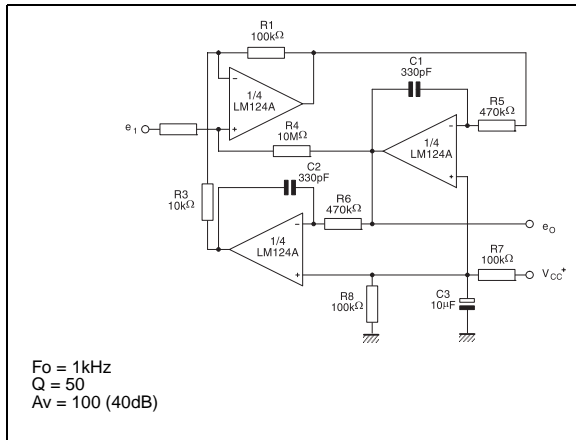 R1
100kΩ
C1
330pF
1/4
LM124A
R5
470kΩ
e1
R4
10MΩ
1/4
LM124A
C2
330pF
R3
10kΩ
R6
470kΩ
1/4
LM124A
eO
R7
100kΩ
VCC+
R8
100kΩ
C3
10µF
Fo = 1kHz
Q = 50
Av = 100 (40dB)